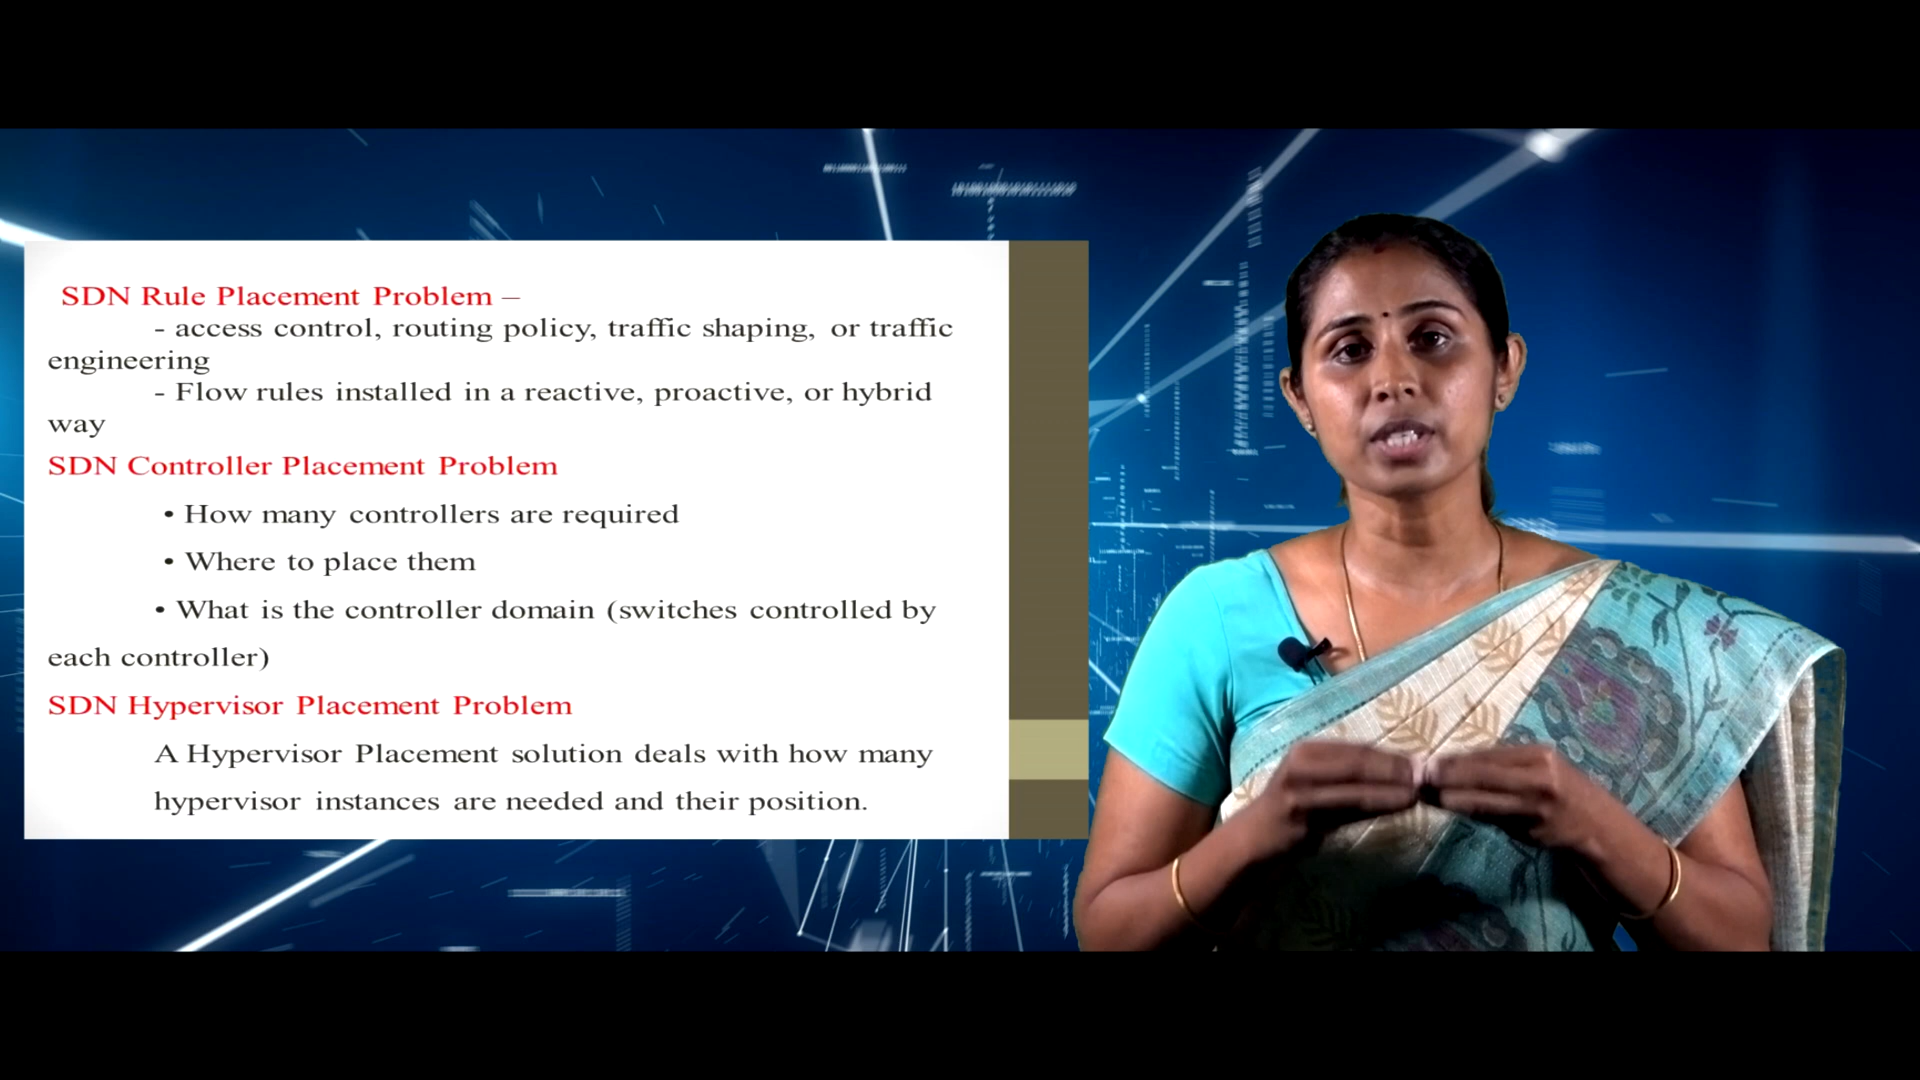 SDN Rule Placement Problem –
- access control, routing policy, traffic shaping, or traffic
engineering
- Flow rules installed in a reactive, proactive, or hybrid
way
SDN Controller Placement Problem
• How many controllers are required
• Where to place them
• What is the controller domain (switches controlled by
each controller)
SDN Hypervisor Placement Problem
A Hypervisor Placement solution deals with how many
hypervisor instances are needed and their position.